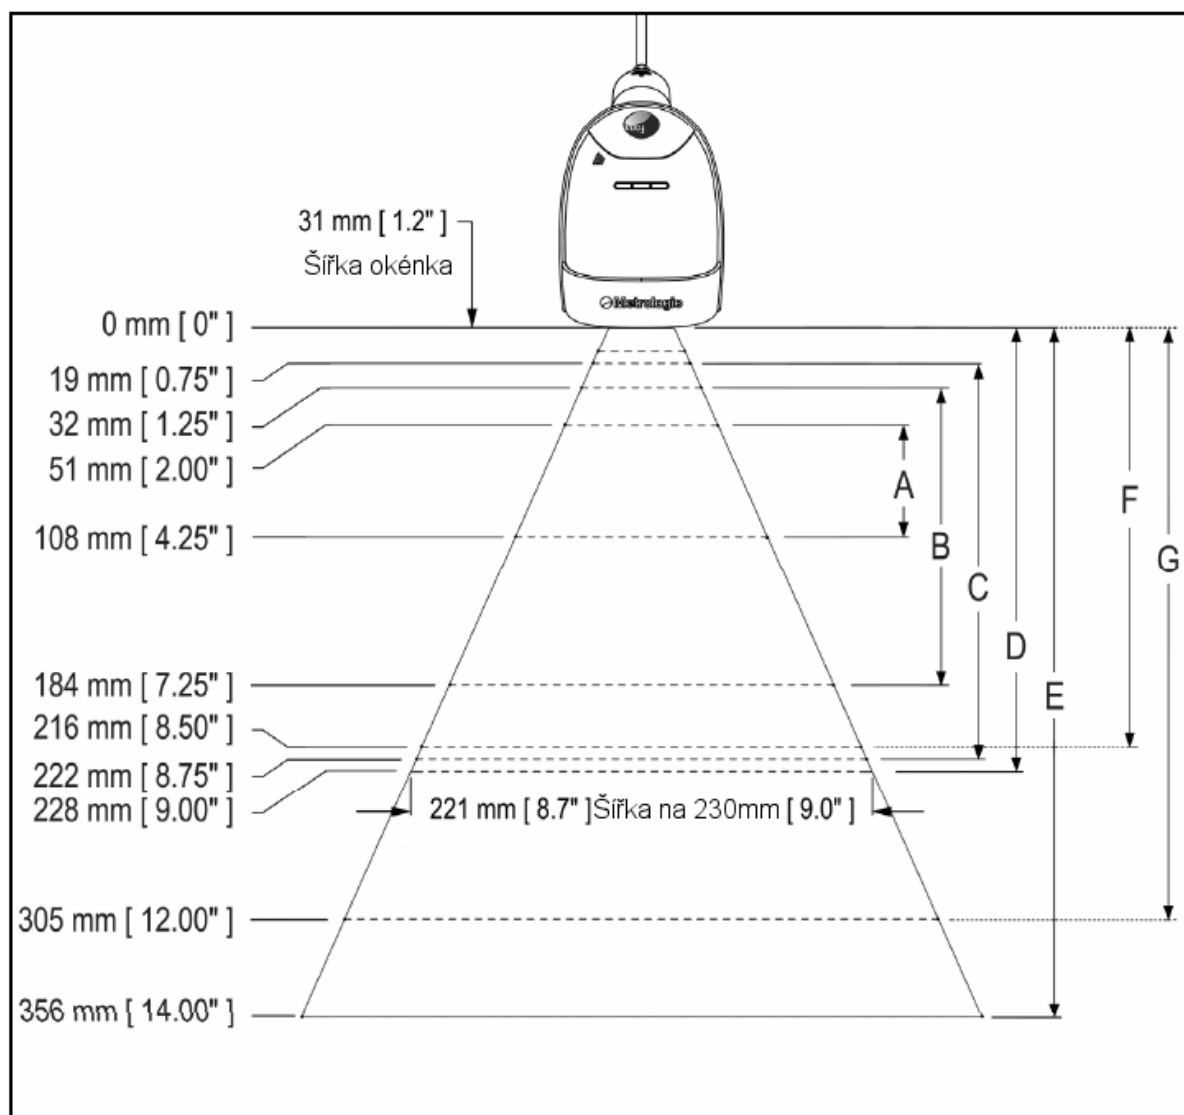 31 mm [ 1.2" ]
Šířka okénka
Metrologic
0 mm [ 0" ]
19 mm [ 0.75" ]
32 mm [ 1.25" ]
51 mm [ 2.00" ]
A
F
108 mm [ 4.25" ]
B
G
C
D
184 mm [ 7.25" ]
E
216 mm [ 8.50" ]
222 mm [ 8.75" ]
228 mm [ 9.00" ]
221 mm [ 8.7" ]Šířka na 230mm [ 9.0" ]
305 mm [ 12.00" ]
356 mm [ 14.00" ]